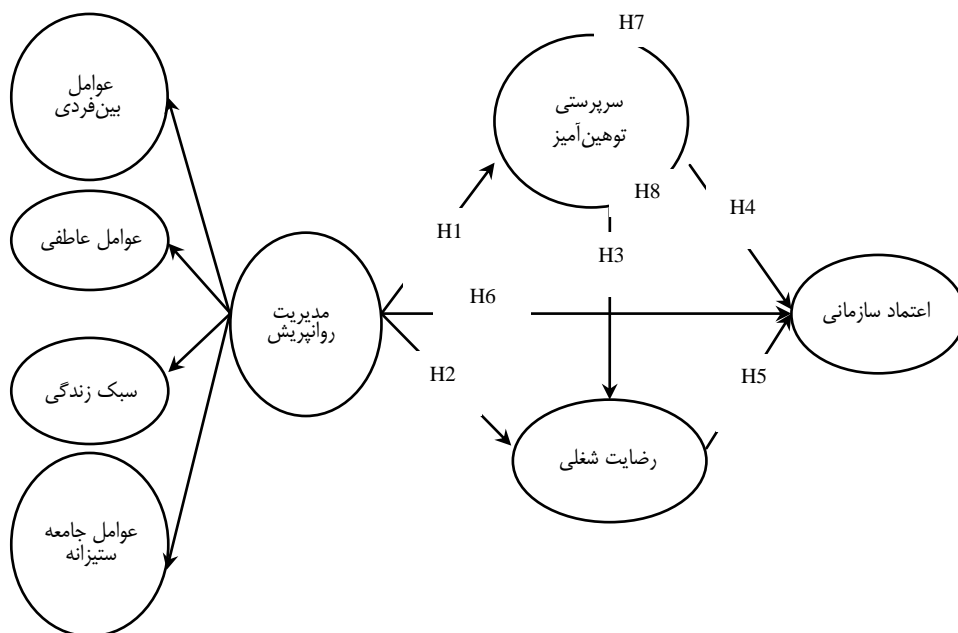 H7
عوامل
بین‌فردی
سرپرستی
توهین‌آمیز
H8
H4
H1
عوامل عاطفی
H3
H6
مدیریت
روانپریش
اعتماد سازمانی
H2
H5
سبک زندگی
رضایت شغلی
عوامل جامعه
ستیزانه